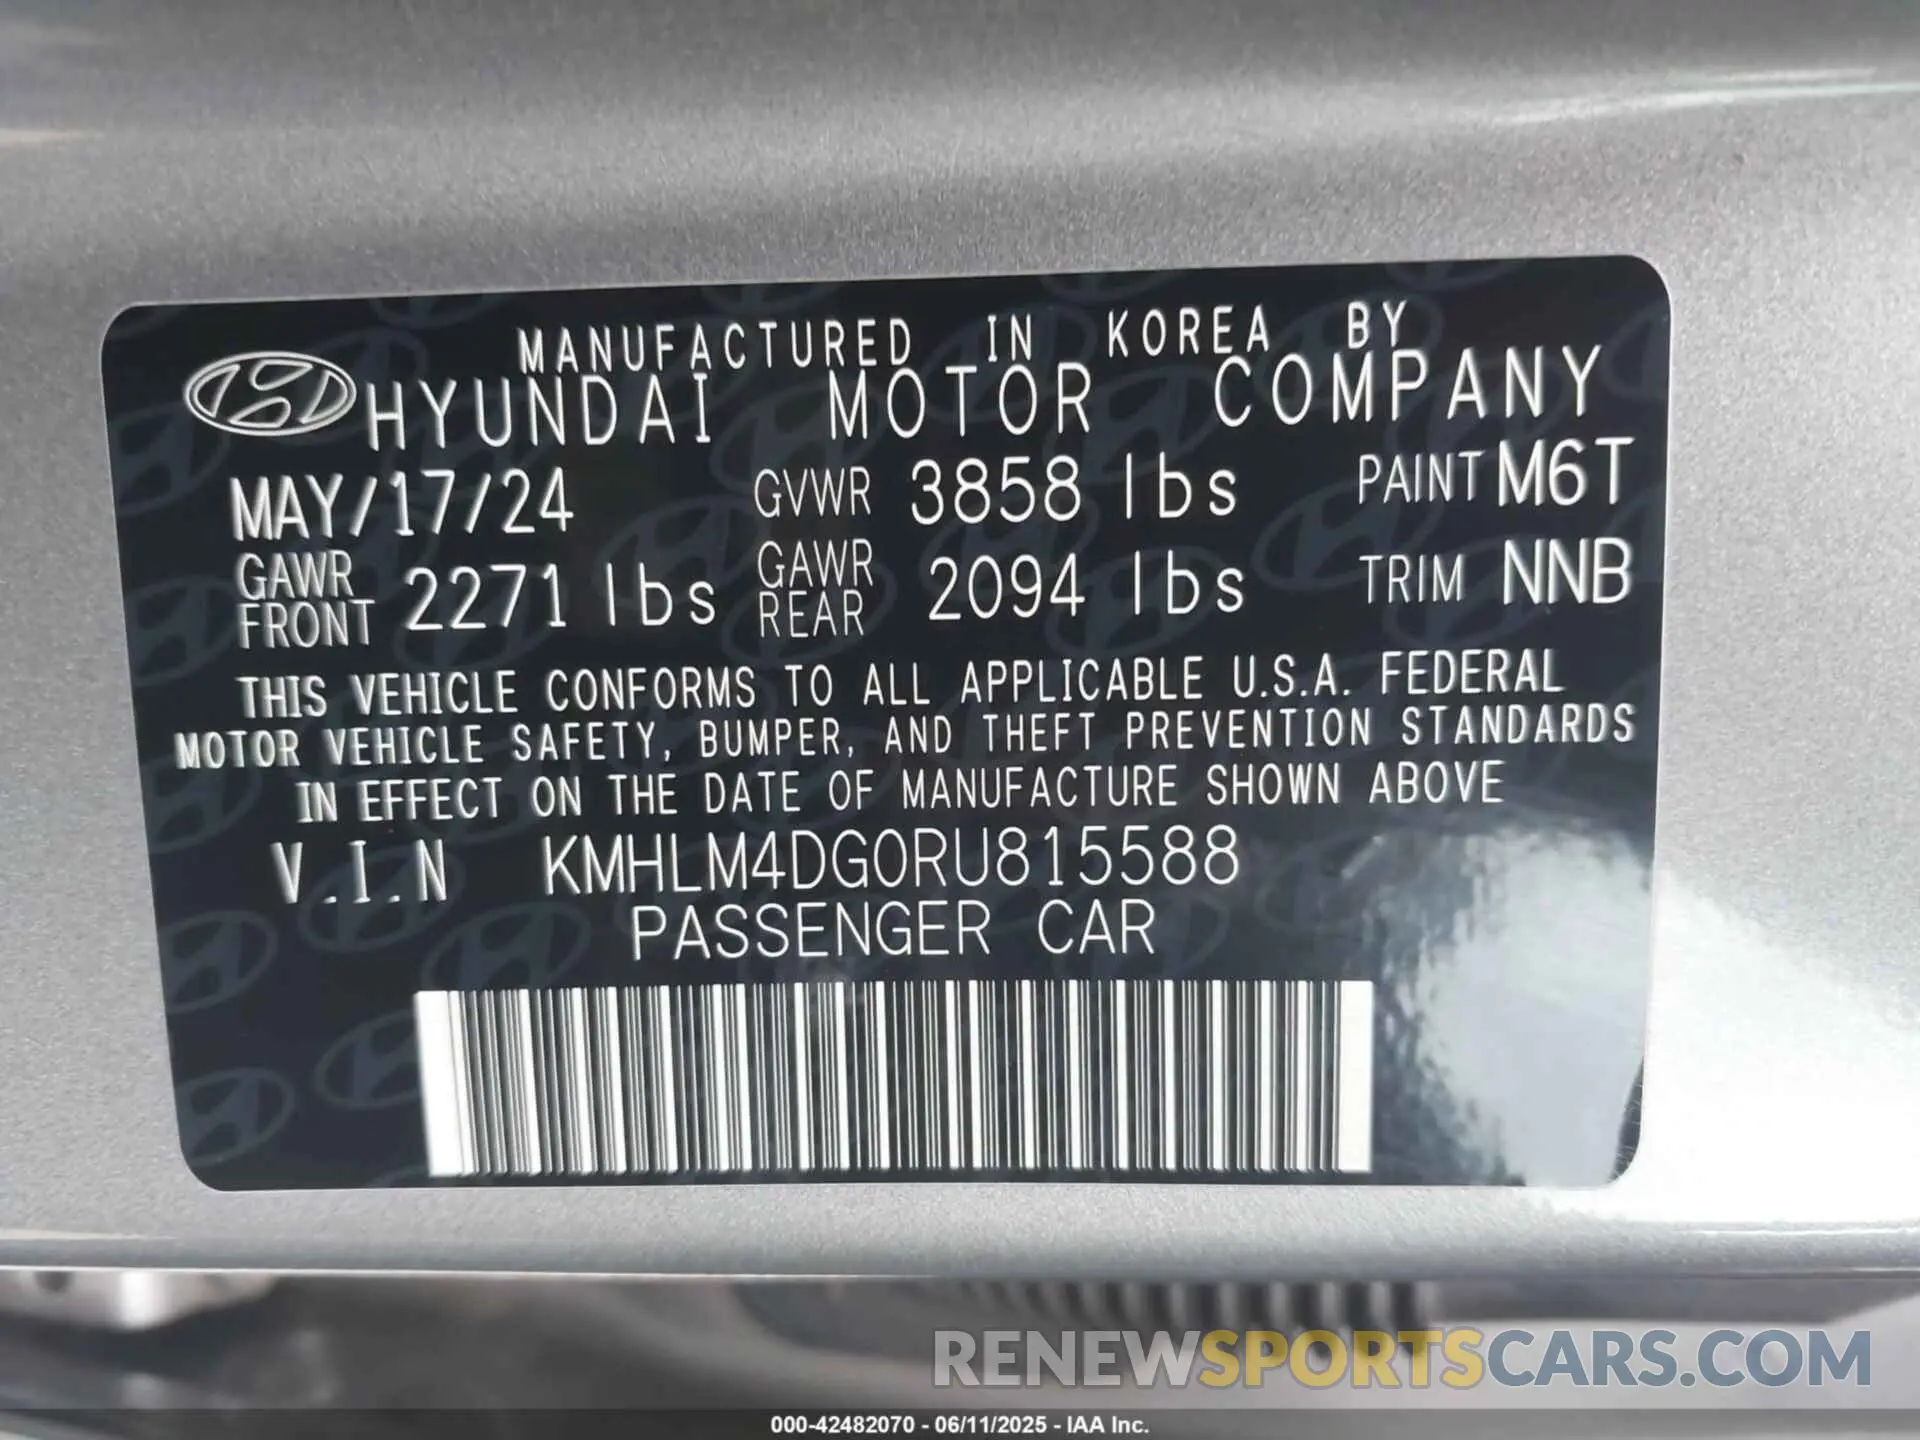 MANUFACTURED IN KOREA BY
HYUNDAI MOTOR COMPANY
MAY/17/24 GVWR 3858 lbs PAINT M6T
GAWR FRONT 2271 lbs GAWR REAR 2094 lbs TRIM NNB
THIS VEHICLE CONFORMS TO ALL APPLICABLE U.S.A. FEDERAL
MOTOR VEHICLE SAFETY, BUMPER, AND THEFT PREVENTION STANDARDS
IN EFFECT ON THE DATE OF MANUFACTURE SHOWN ABOVE
V.I.N KMHLM4DG0RU815588
PASSENGER CAR
RENEWSPORTSCARS.COM
000-42482070 - 06/11/2025 - IAA Inc.